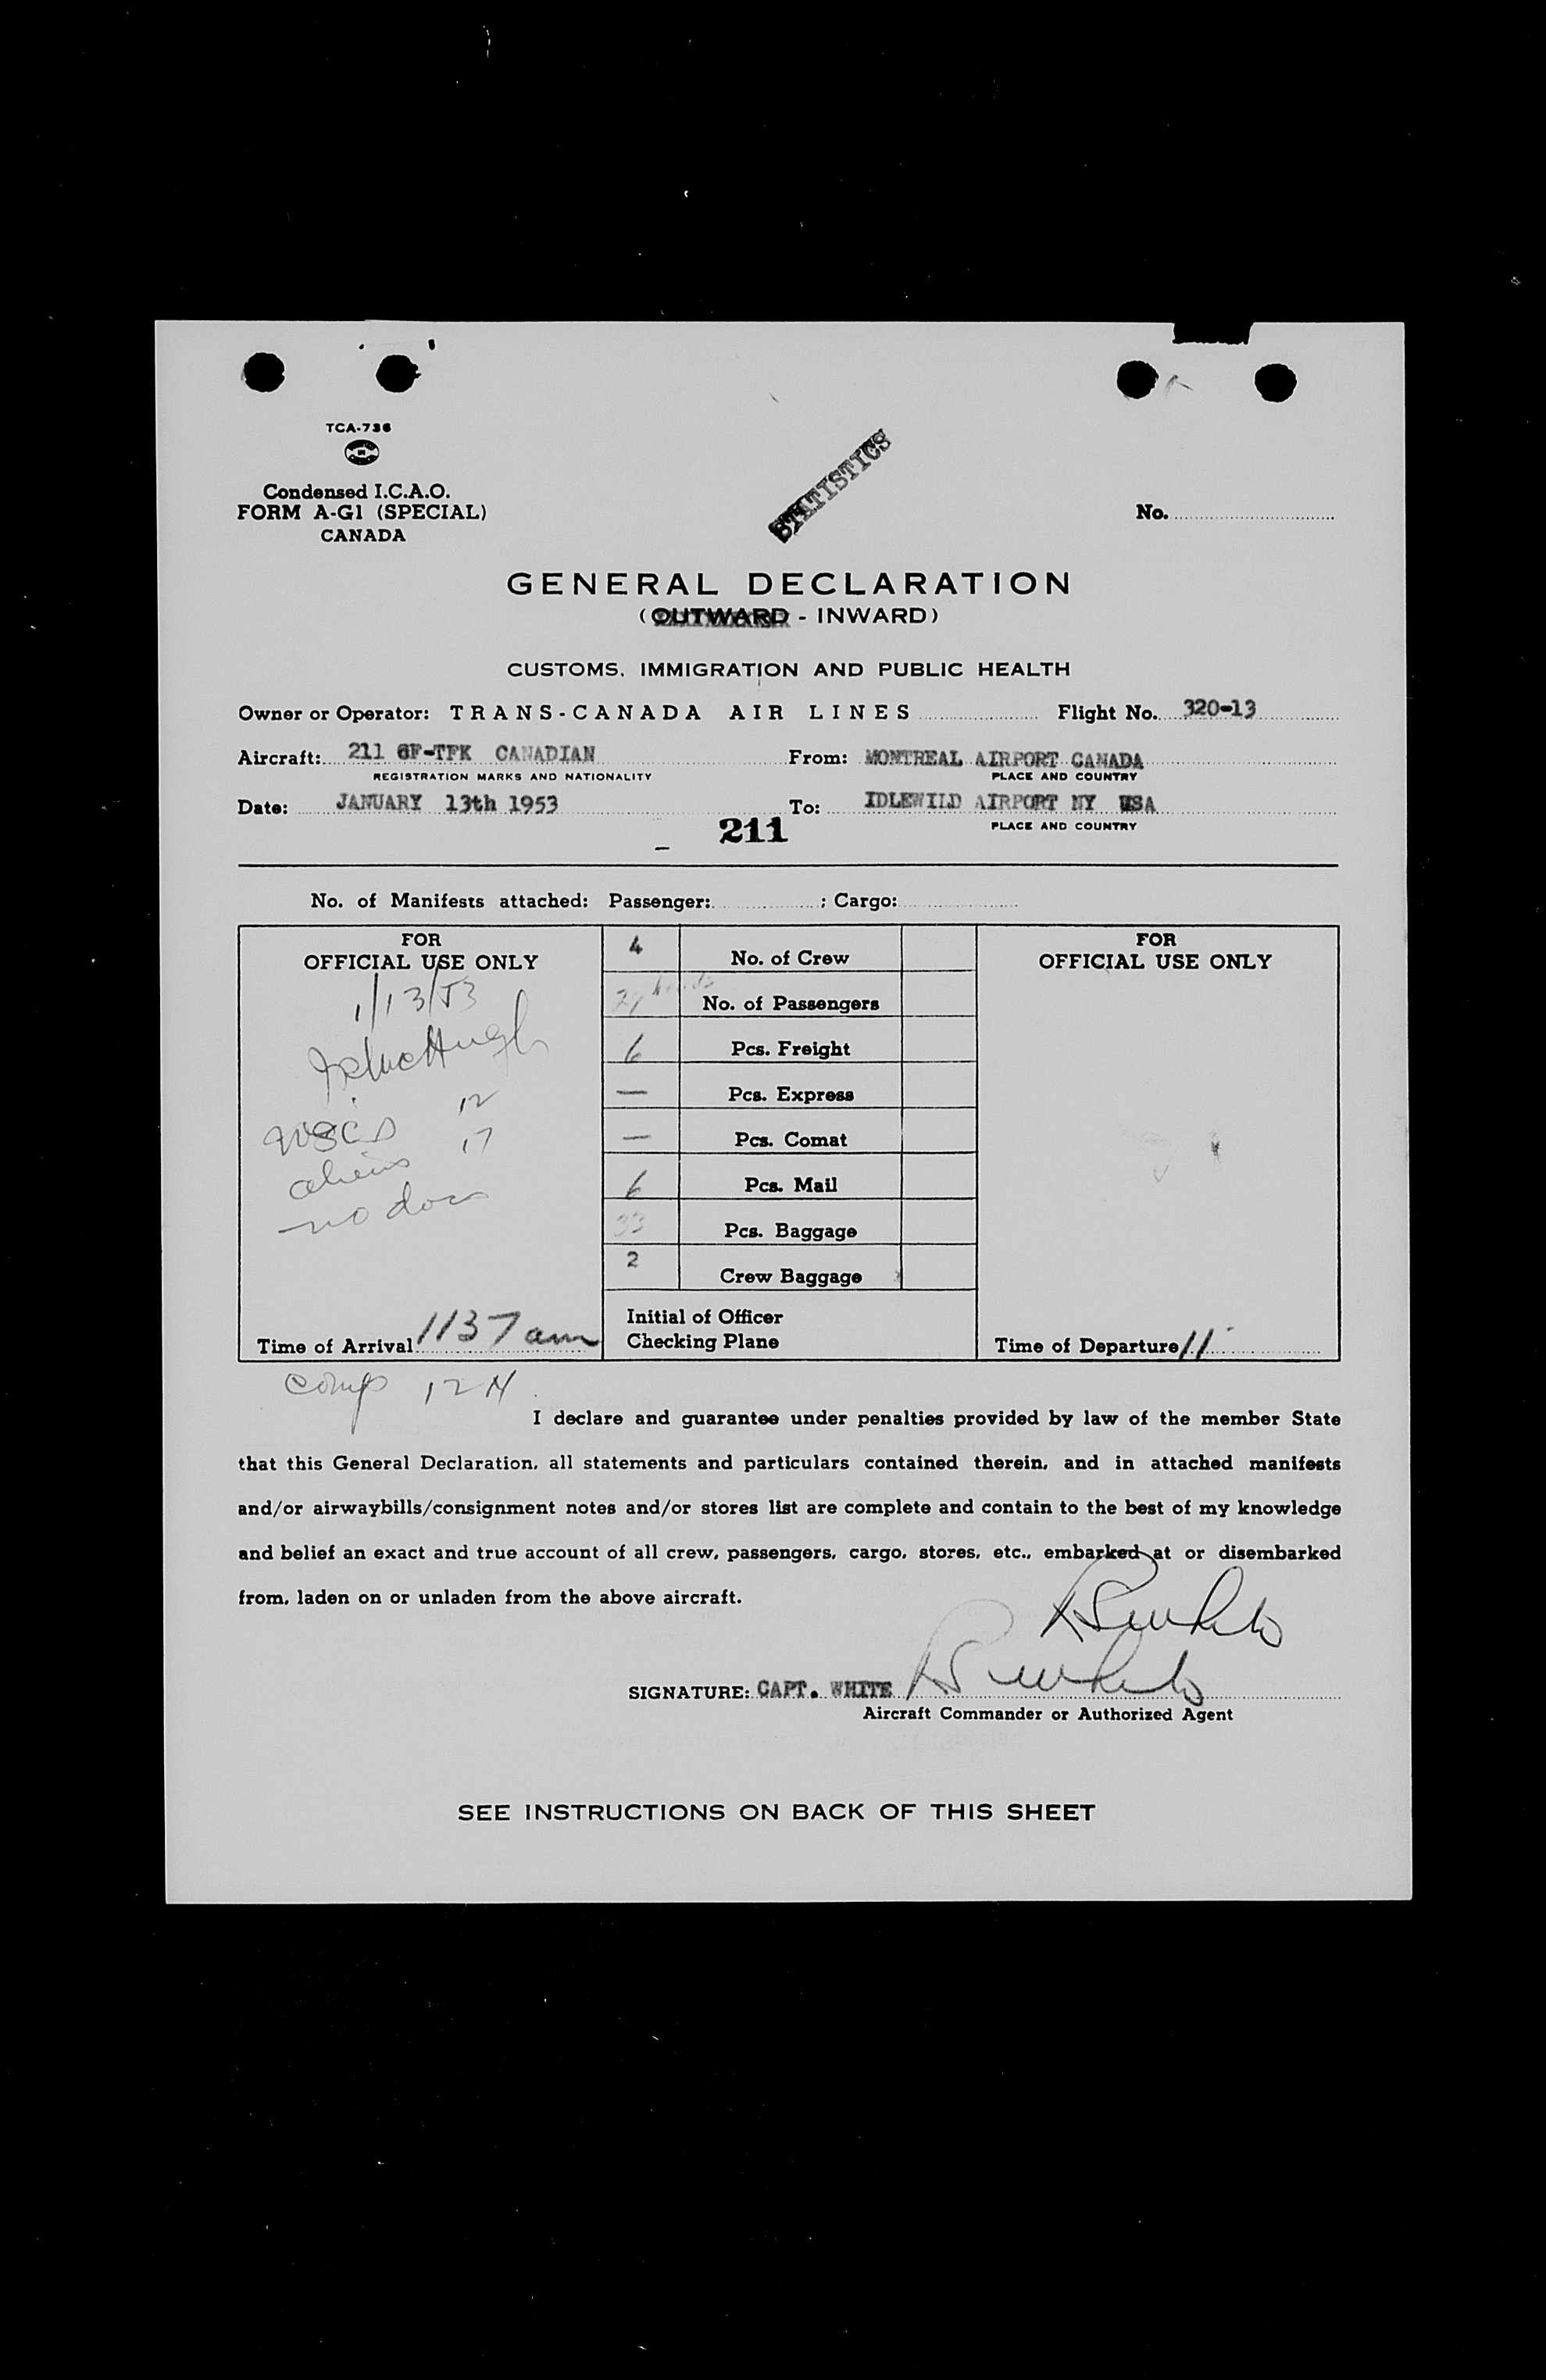 TCA-736
Condensed I.C.A.O.
FORM A-G1 (SPECIAL)
CANADA
STATISTICS
No.
GENERAL DECLARATION
(OUTWARD - INWARD)
CUSTOMS, IMMIGRATION AND PUBLIC HEALTH
Owner or Operator: TRANS-CANADA AIR LINES Flight No. 320-13
Aircraft: 211 CF-TFK CANADIAN From: MONTREAL AIRPORT CANADA
REGISTRATION MARKS AND NATIONALITY PLACE AND COUNTRY
Date: JANUARY 13th 1953 To: IDLEWILD AIRPORT NY USA
211 PLACE AND COUNTRY
No. of Manifests attached: Passenger: ; Cargo:
FOR
OFFICIAL USE ONLY
1/13/53
USCs 12
aliens 17
no docs
Time of Arrival 1137 am
4 No. of Crew
29 No. of Passengers
6 Pcs. Freight
— Pcs. Express
— Pcs. Comat
6 Pcs. Mail
33 Pcs. Baggage
2 Crew Baggage
Initial of Officer
Checking Plane
FOR
OFFICIAL USE ONLY
Time of Departure
comp 12 N
I declare and guarantee under penalties provided by law of the member State
that this General Declaration, all statements and particulars contained therein, and in attached manifests
and/or airwaybills/consignment notes and/or stores list are complete and contain to the best of my knowledge
and belief an exact and true account of all crew, passengers, cargo, stores, etc., embarked at or disembarked
from, laden on or unladen from the above aircraft.
SIGNATURE: CAPT. WHITE
Aircraft Commander or Authorized Agent
SEE INSTRUCTIONS ON BACK OF THIS SHEET